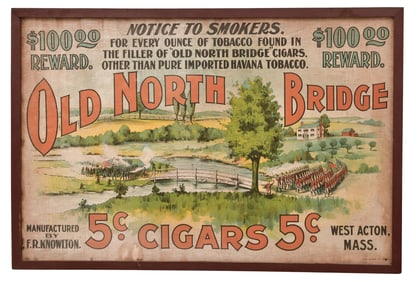 NOTICE TO SMOKERS.
$100.00
REWARD.
FOR EVERY OUNCE OF TOBACCO FOUND IN
THE FILLER OF "OLD NORTH BRIDGE" CIGARS,
OTHER THAN PURE IMPORTED HAVANA TOBACCO.
$100.00
REWARD.
OLD NORTH BRIDGE
MANUFACTURED
BY
F.R. KNOWLTON.
5¢ CIGARS 5¢
WEST ACTON,
MASS.